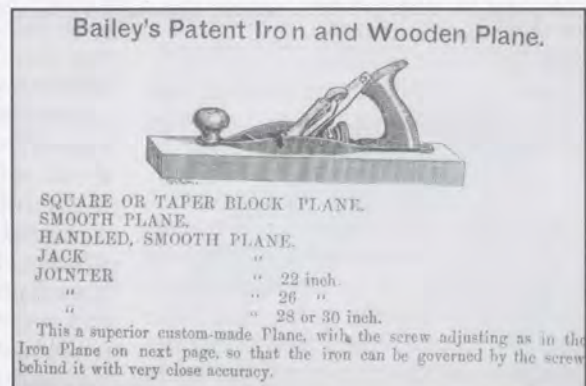 Bailey's Patent Iron and Wooden Plane.
SQUARE OR TAPER BLOCK PLANE.
SMOOTH PLANE.
HANDLED, SMOOTH PLANE.
JACK "
JOINTER " 22 inch.
" " 26 "
" " 28 or 30 inch.
This a superior custom-made Plane, with the screw adjusting as in the
Iron Plane on next page, so that the iron can be governed by the screw
behind it with very close accuracy.